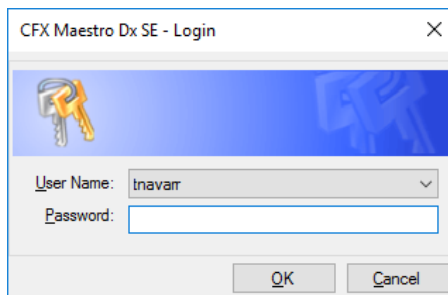 CFX Maestro Dx SE - Login
User Name: tnavarr
Password:
OK Cancel